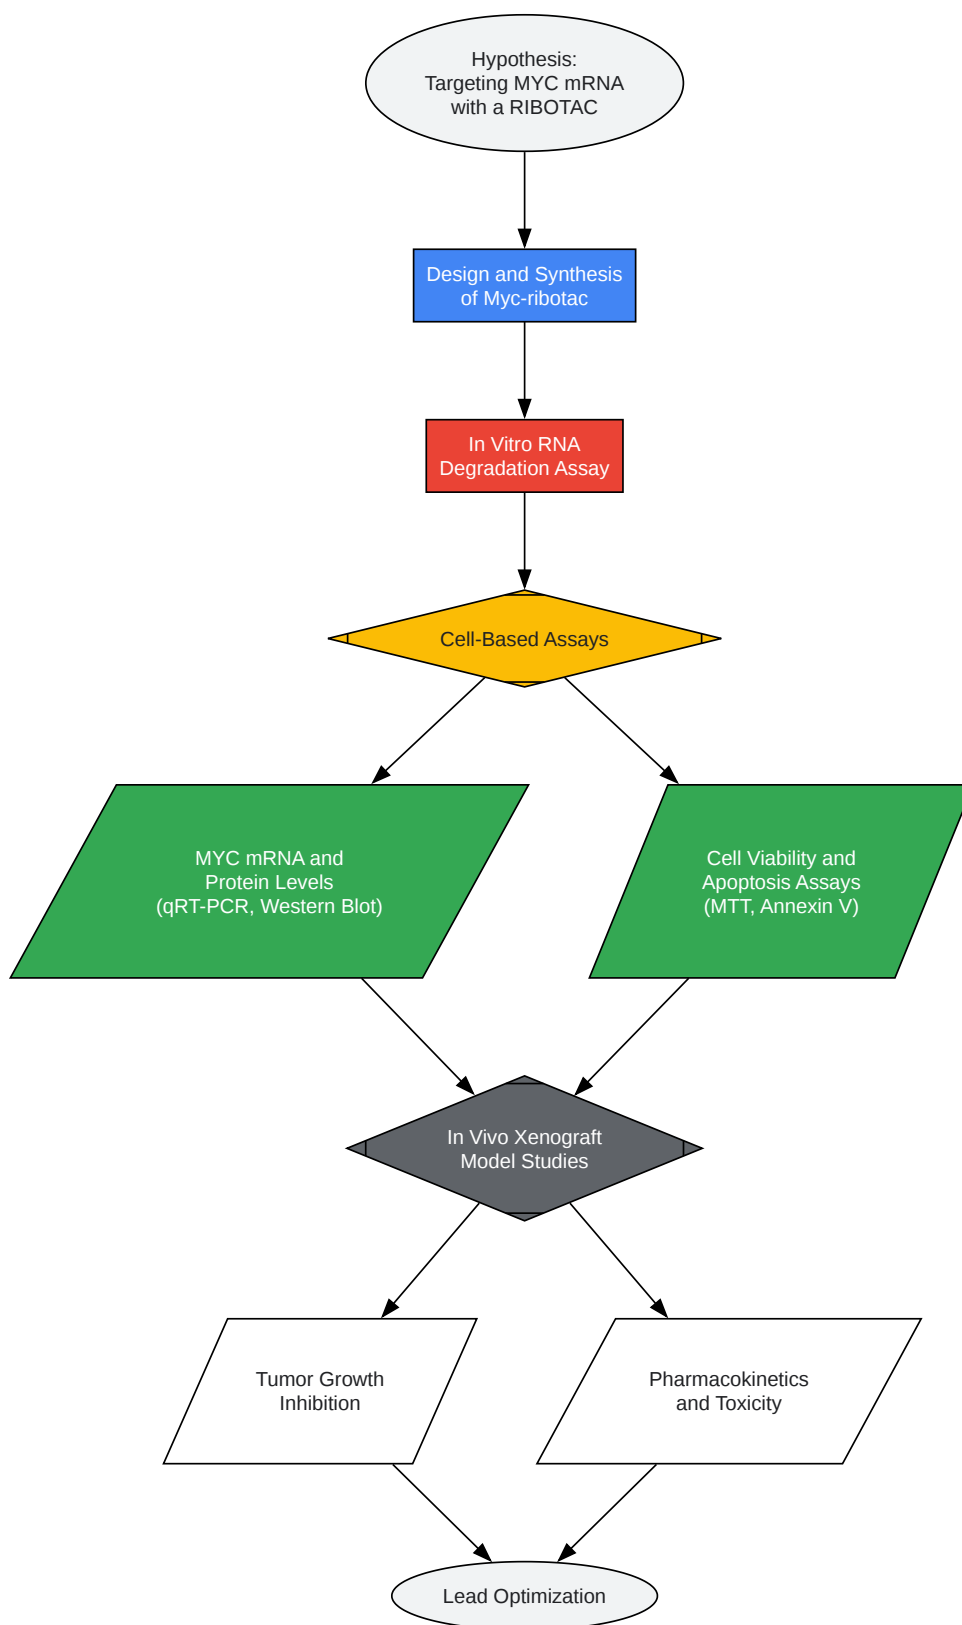 Hypothesis:
Targeting MYC mRNA
with a RIBOTAC
Design and Synthesis
of Myc-ribotac
In Vitro RNA
Degradation Assay
Cell-Based Assays
MYC mRNA and
Protein Levels
(qRT-PCR, Western Blot)
Cell Viability and
Apoptosis Assays
(MTT, Annexin V)
In Vivo Xenograft
Model Studies
Tumor Growth
Inhibition
Pharmacokinetics
and Toxicity
Lead Optimization